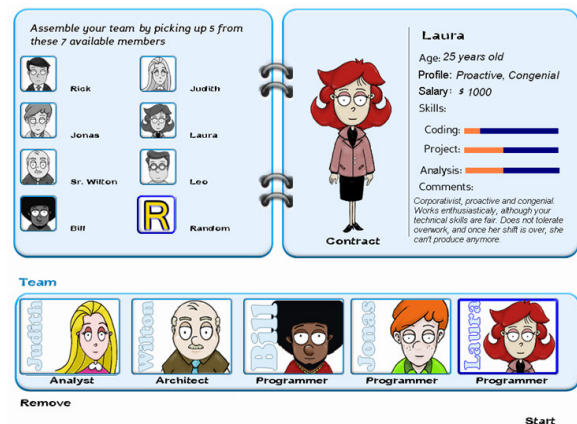 Assemble your team by picking up 5 from
these 7 available members
Rick
Judith
Jonas
Laura
Sr. Wilton
Leo
Bill
R
Random
Laura
Age: 25 years old
Profile: Proactive, Congenial
Salary: $ 1000
Skills:
Coding:
Project:
Analysis:
Comments:
Corporativist, proactive and congenial.
Works enthusiasticaly, although your
technical skills are fair. Does not tolerate
overwork, and once her shift is over, she
can't produce anymore.
Contract
Team
Judith
Wilton
Bill
Jonas
Laura
Analyst
Architect
Programmer
Programmer
Programmer
Remove
Start